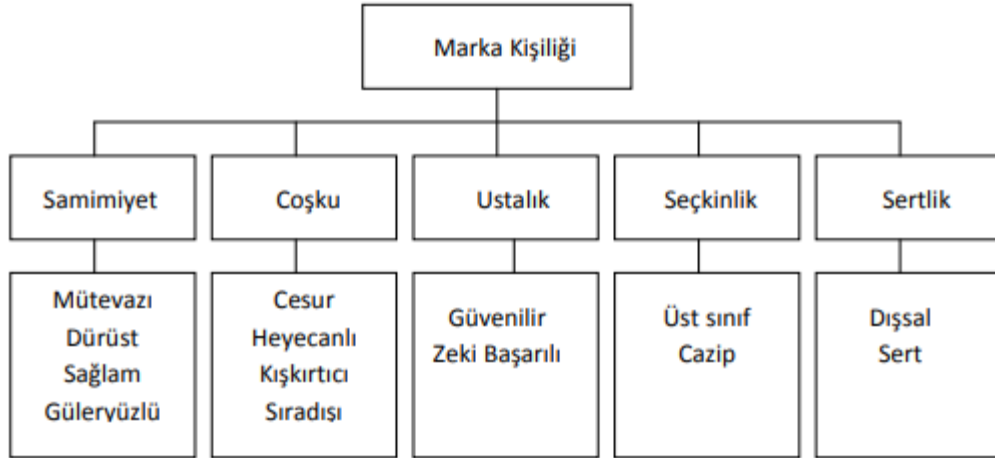 Marka Kişiliği
Samimiyet
Coşku
Ustalık
Seçkinlik
Sertlik
Mütevazı
Dürüst
Sağlam
Güleryüzlü
Cesur
Heyecanlı
Kışkırtıcı
Sıradışı
Güvenilir
Zeki Başarılı
Üst sınıf
Cazip
Dışsal
Sert